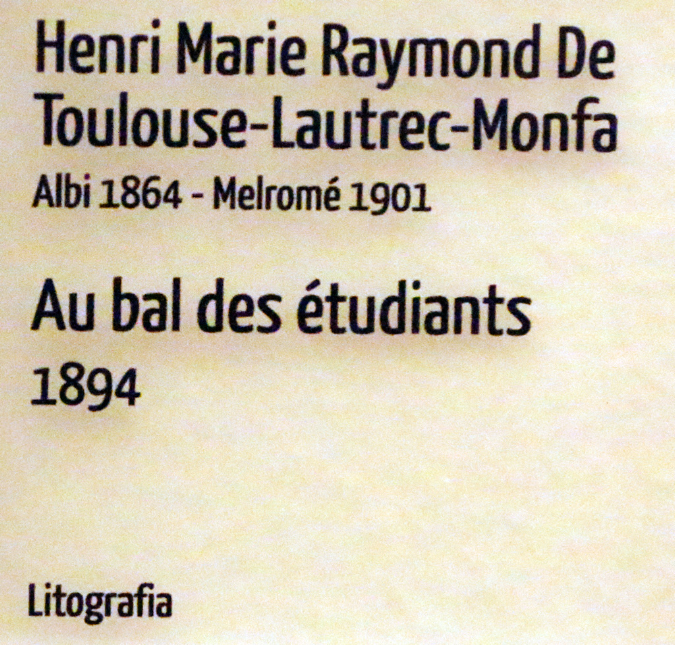 Henri Marie Raymond De
Toulouse-Lautrec-Monfa
Albi 1864 - Melromé 1901
Au bal des étudiants
1894
Litografia